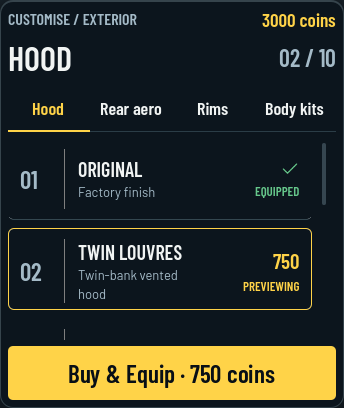 CUSTOMISE / EXTERIOR
3000 coins
HOOD
02 / 10
Hood
Rear aero
Rims
Body kits
01
ORIGINAL
Factory finish
EQUIPPED
02
TWIN LOUVRES
Twin-bank vented
hood
750
PREVIEWING
Buy & Equip · 750 coins